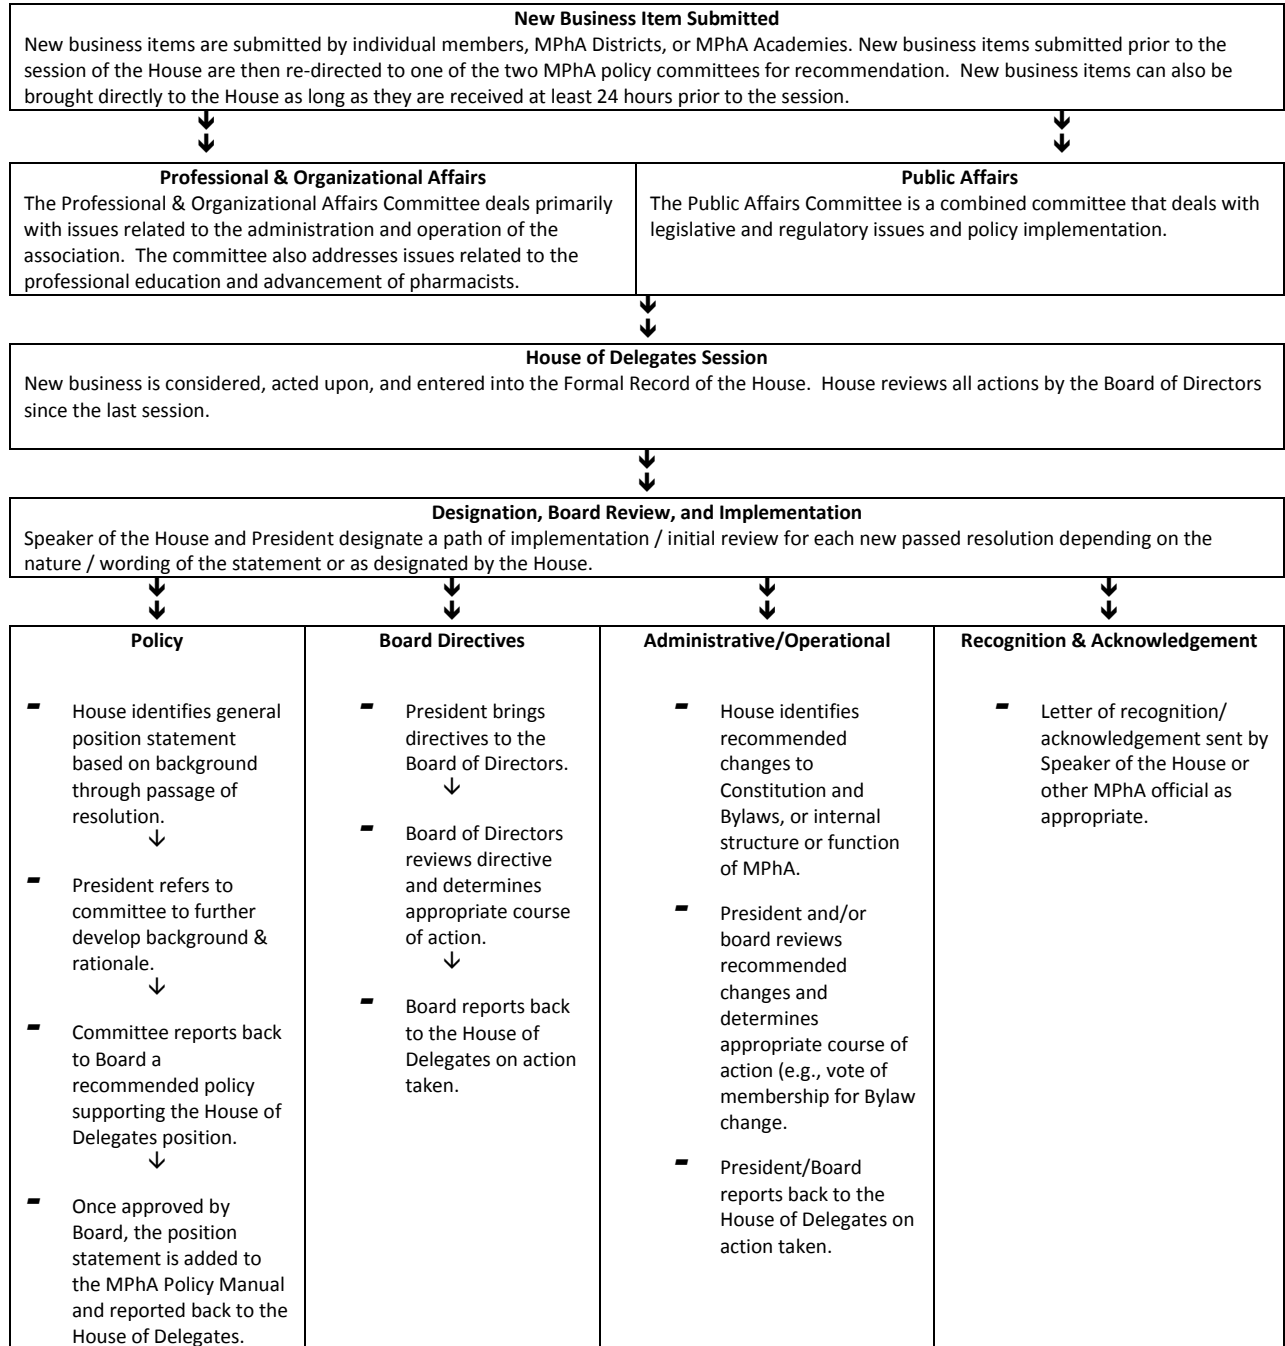 New Business Item Submitted
New business items are submitted by individual members, MPhA Districts, or MPhA Academies. New business items submitted prior to the
session of the House are then re-directed to one of the two MPhA policy committees for recommendation.  New business items can also be
brought directly to the House as long as they are received at least 24 hours prior to the session.
Professional & Organizational Affairs
The Professional & Organizational Affairs Committee deals primarily
with issues related to the administration and operation of the
association.  The committee also addresses issues related to the
professional education and advancement of pharmacists.
Public Affairs
The Public Affairs Committee is a combined committee that deals with
legislative and regulatory issues and policy implementation.
House of Delegates Session
New business is considered, acted upon, and entered into the Formal Record of the House.  House reviews all actions by the Board of Directors
since the last session.
Designation, Board Review, and Implementation
Speaker of the House and President designate a path of implementation / initial review for each new passed resolution depending on the
nature / wording of the statement or as designated by the House.
Policy
- House identifies general
position statement
based on background
through passage of
resolution.
- President refers to
committee to further
develop background &
rationale.
- Committee reports back
to Board a
recommended policy
supporting the House of
Delegates position.
- Once approved by
Board, the position
statement is added to
the MPhA Policy Manual
and reported back to the
House of Delegates.
Board Directives
- President brings
directives to the
Board of Directors.
- Board of Directors
reviews directive
and determines
appropriate course
of action.
- Board reports back
to the House of
Delegates on action
taken.
Administrative/Operational
- House identifies
recommended
changes to
Constitution and
Bylaws, or internal
structure or function
of MPhA.
- President and/or
board reviews
recommended
changes and
determines
appropriate course of
action (e.g., vote of
membership for Bylaw
change.
- President/Board
reports back to the
House of Delegates on
action taken.
Recognition & Acknowledgement
- Letter of recognition/
acknowledgement sent by
Speaker of the House or
other MPhA official as
appropriate.